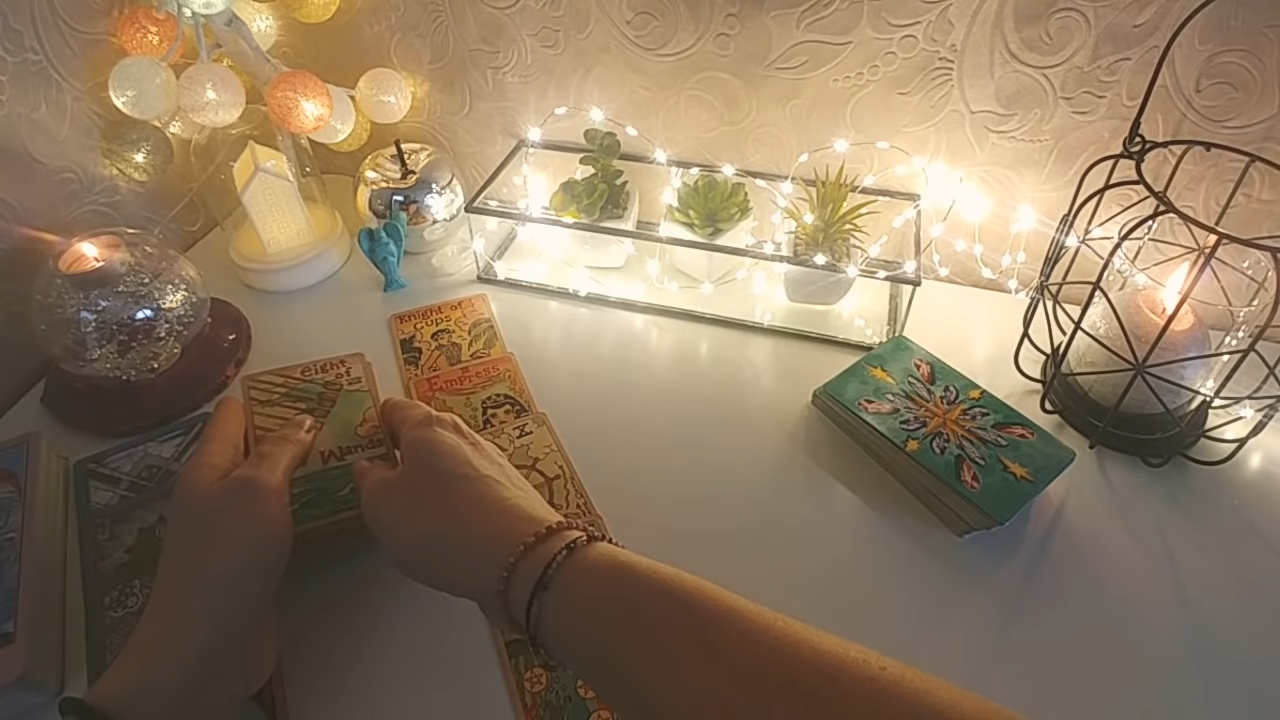 Knight of
Cups
Empress
X
eight
of
Wands